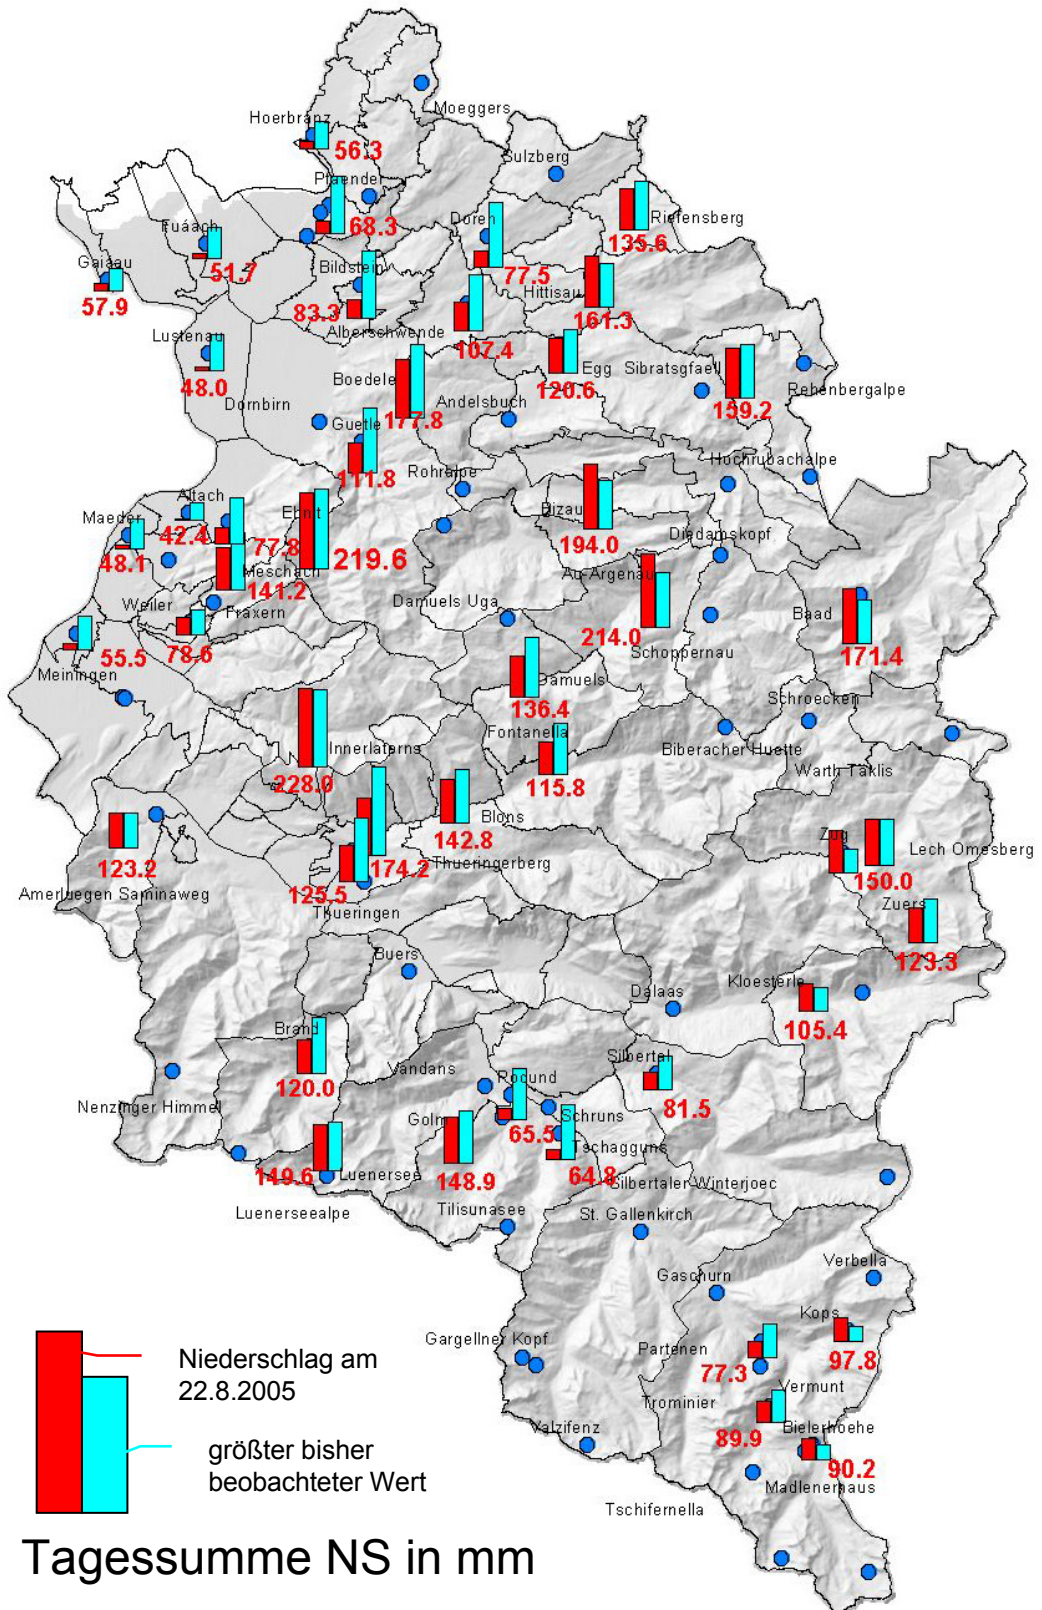 Moeggers
Hoerbranz
56.3
Sulzberg
Pfaender
68.3
Doren
Riefensberg
135.6
Fuáach
51.7
77.5
Gaiáau
57.9
Bildstein
83.3
Hittisau
161.3
Alberschwende
107.4
Lustenau
48.0
Boedele
Egg
120.6
Sibratsgfaell
Rehenbergalpe
159.2
Dornbirn
177.8
Andelsbuch
Guetle
111.8
Rohralpe
Hochrubachalpe
Altach
42.4
Ebnit
219.6
Bizau
194.0
Maeder
48.1
77.8
Diedamskopf
Meschach
141.2
Au-Argenau
214.0
Weiler
Fraxern
78.6
Damuels Uga
Baad
171.4
55.5
Meiningen
Schoppernau
Damuels
136.4
Schroecken
Fontanella
115.8
Innerlaterns
228.0
Biberacher Huette
Warth Taklis
Blons
142.8
Zug
Lech Omesberg
150.0
123.2
Amerluegen Saminaweg
174.2
Thueringerberg
125.5
Thueringen
Zuers
123.3
Buers
Kloesterle
105.4
Dalaas
Brand
120.0
Vandans
Rodund
65.5
Silbertal
81.5
Nenzinger Himmel
Golm
148.9
Schruns
Tschagguns
64.8
149.6
Luenersee
Silbertaler Winterjoec
Luenerseealpe
Tilisunasee
St. Gallenkirch
Verbella
Gaschurn
Kops
97.8
Gargellner Kopf
Partenen
77.3
Vermunt
89.9
Trominier
Valzifenz
Bielerhoehe
90.2
Madlenerhaus
Tschifernella
Niederschlag am
22.8.2005
größter bisher
beobachteter Wert
Tagessumme NS in mm